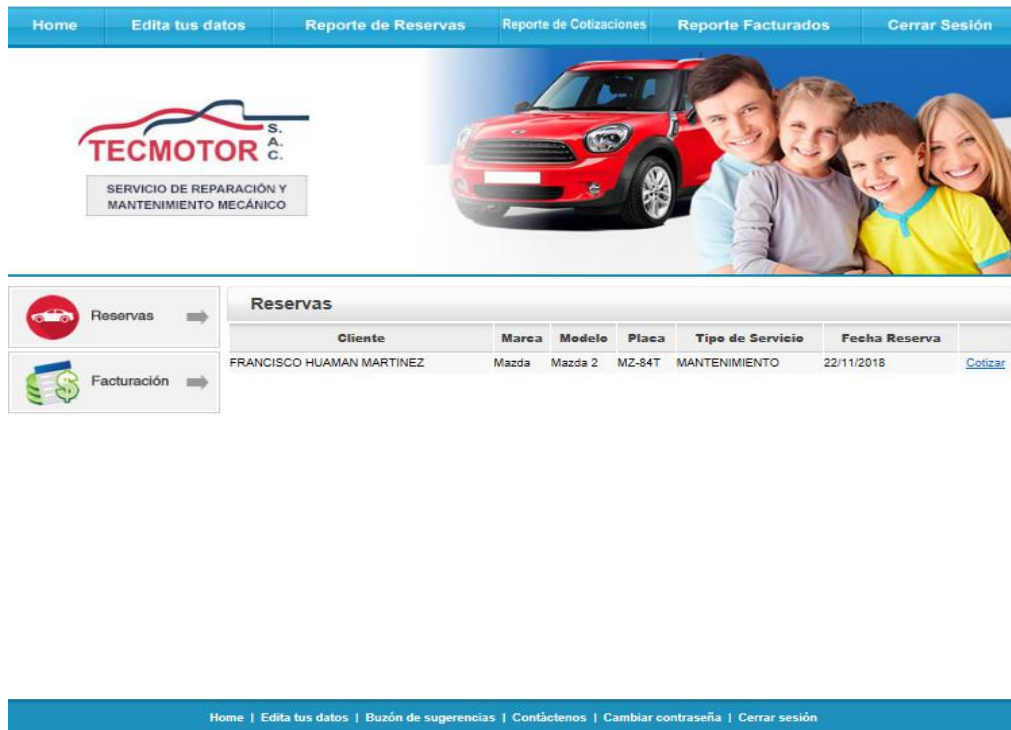 Home Edita tus datos Reporte de Reservas Reporte de Cotizaciones Reporte Facturados Cerrar Sesión
TECMOTOR S. A. C.
SERVICIO DE REPARACIÓN Y
MANTENIMIENTO MECÁNICO
Reservas
Facturación
Reservas
Cliente Marca Modelo Placa Tipo de Servicio Fecha Reserva
FRANCISCO HUAMAN MARTINEZ Mazda Mazda 2 MZ-84T MANTENIMIENTO 22/11/2018 Cotizar
Home | Edita tus datos | Buzón de sugerencias | Contáctenos | Cambiar contraseña | Cerrar sesión